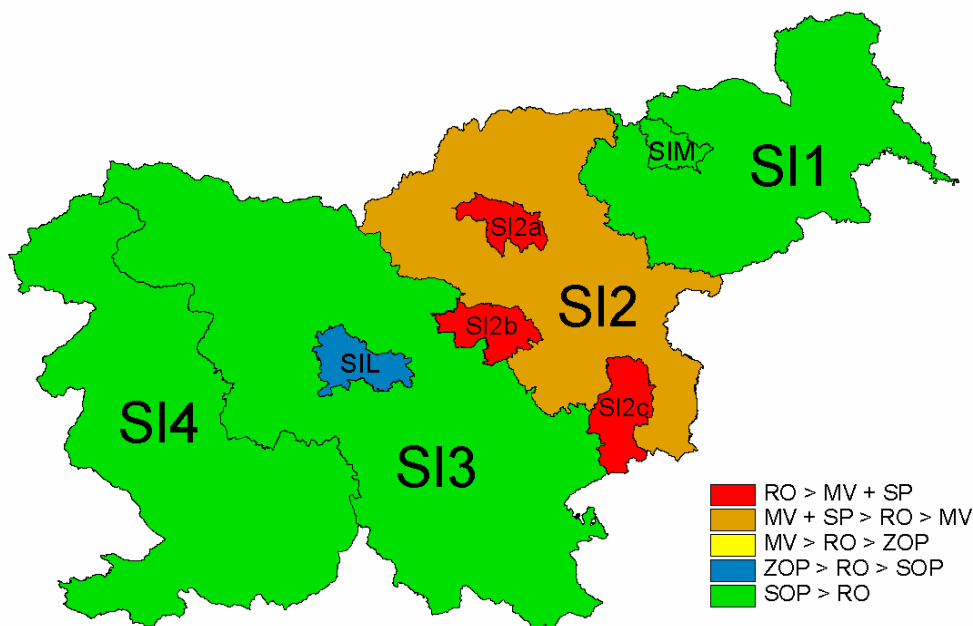 SIM
SI1
SI2a
SI2
SI2b
SIL
SI2c
SI4
SI3
RO > MV + SP
MV + SP > RO > MV
MV > RO > ZOP
ZOP > RO > SOP
SOP > RO